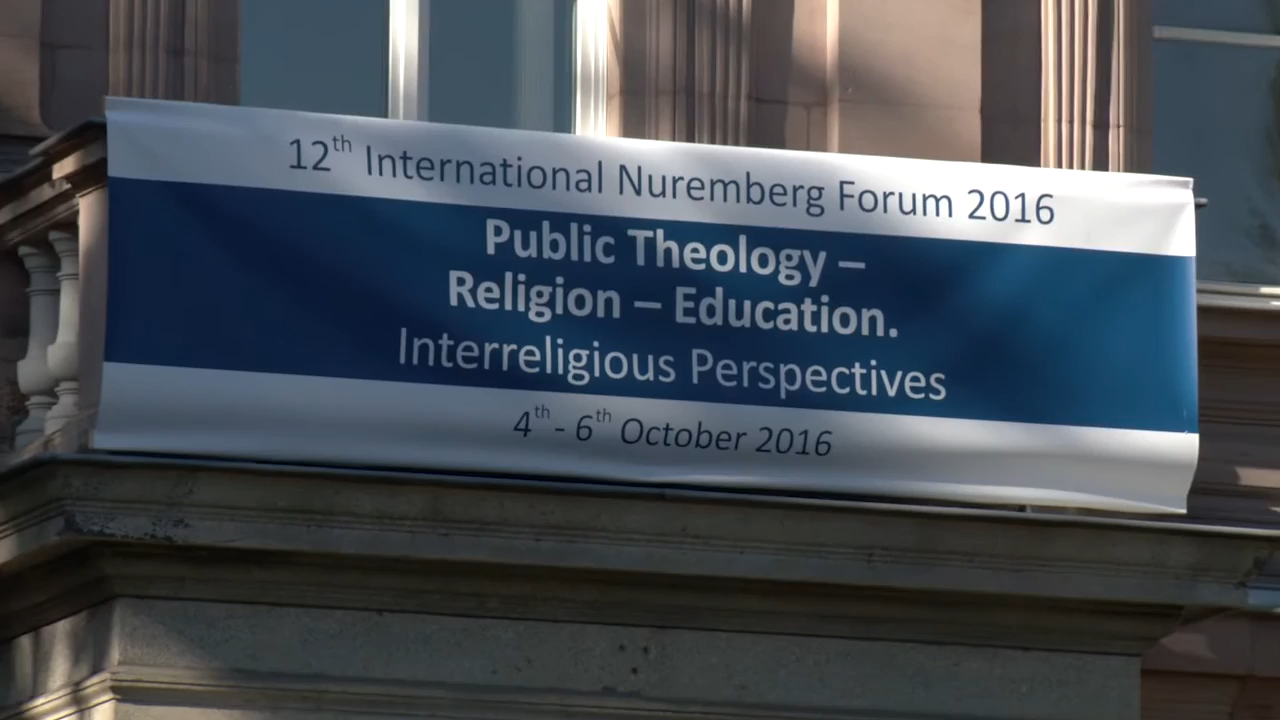 12th International Nuremberg Forum 2016
Public Theology –
Religion – Education.
Interreligious Perspectives
4th - 6th October 2016